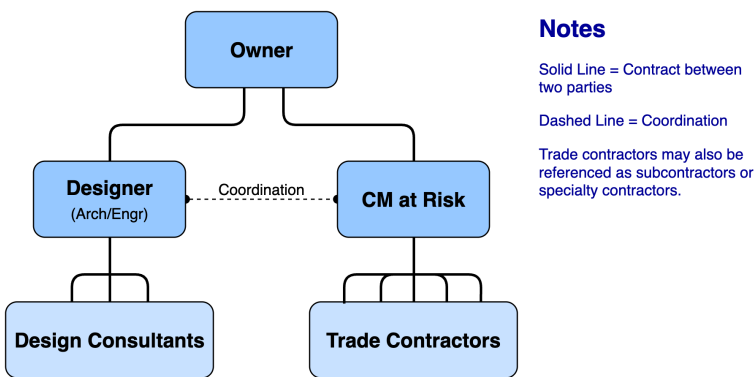 Owner
Notes
Solid Line = Contract between
two parties
Dashed Line = Coordination
Trade contractors may also be
referenced as subcontractors or
specialty contractors.
Designer
(Arch/Engr)
Coordination
CM at Risk
Design Consultants
Trade Contractors